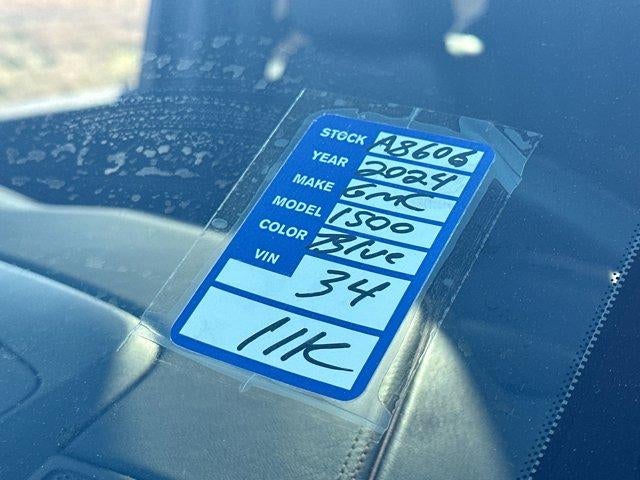 STOCK A8606
YEAR 2024
MAKE GMC
MODEL 1500
COLOR Blue
VIN 34
11K